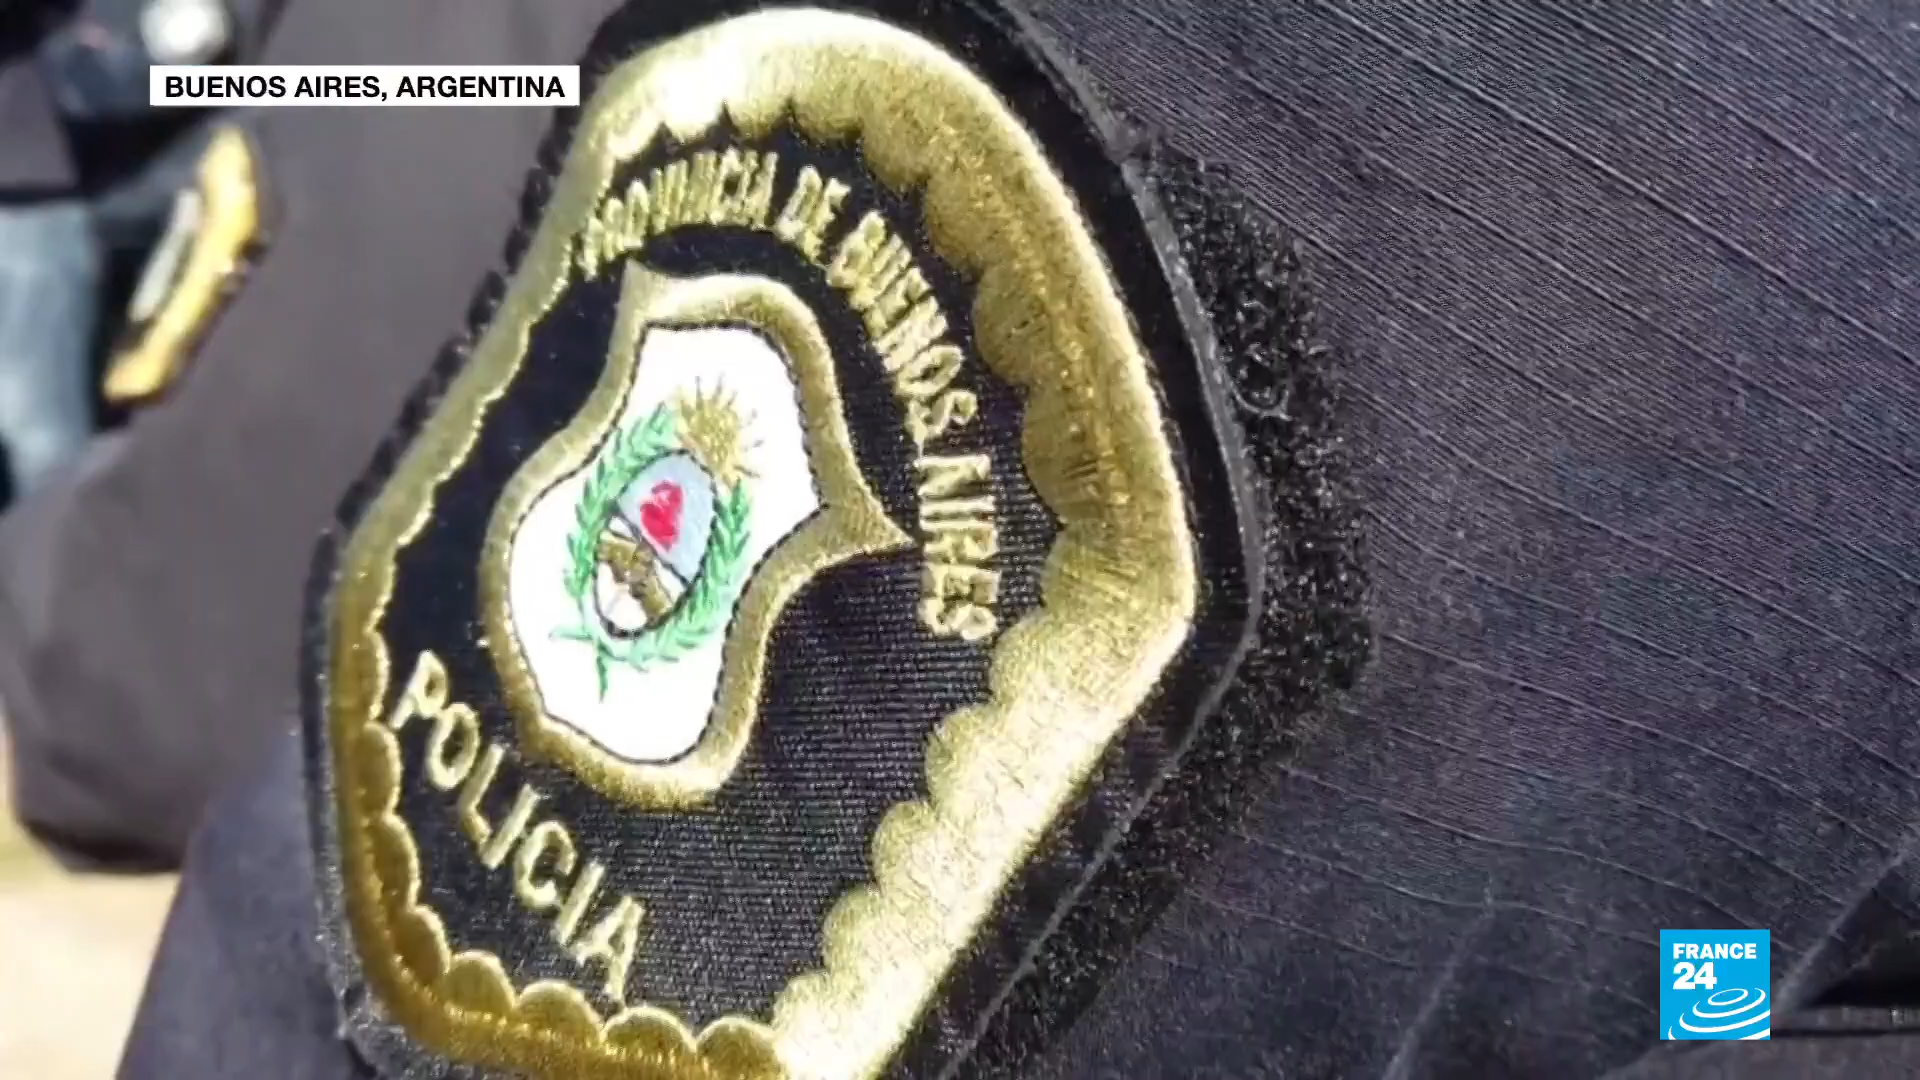 BUENOS AIRES, ARGENTINA
PROVINCIA DE BUENOS AIRES
POLICIA
FRANCE
24